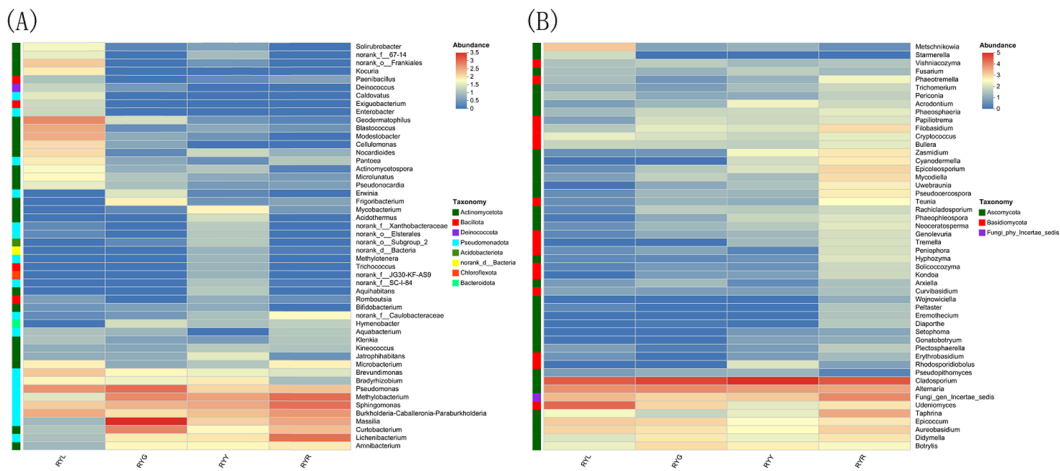 (A)
Solirubrobacter
norank_f__67-14
norank_o__Frankiales
Kocuria
Paenibacillus
Deinococcus
Caldovatus
Exiguobacterium
Enterobacter
Geodermatophilus
Blastococcus
Modestobacter
Cellulomonas
Nocardioides
Pantoea
Actinomycetospora
Microlunatus
Pseudonocardia
Erwinia
Frigoribacterium
Mycobacterium
Acidothermus
norank_f__Xanthobacteraceae
norank_o__Elsterales
norank_o__Subgroup_2
norank_d__Bacteria
Methylotenera
Trichococcus
norank_f__JG30-KF-AS9
norank_f__SC-I-84
Aquihabitans
Romboutsia
Bifidobacterium
norank_f__Caulobacteraceae
Hymenobacter
Aquabacterium
Klenkia
Kineococcus
Jatrophihabitans
Microbacterium
Brevundimonas
Bradyrhizobium
Pseudomonas
Methylobacterium
Sphingomonas
Burkholderia-Caballeronia-Paraburkholderia
Massilia
Curtobacterium
Lichenibacterium
Amnibacterium
RYL
RYG
RYY
RYR
Abundance
3.5
3
2.5
2
1.5
1
0.5
0
Taxonomy
Actinomycetota
Bacillota
Deinococcota
Pseudomonadota
Acidobacteriota
norank_d__Bacteria
Chloroflexota
Bacteroidota
(B)
Metschnikowia
Starmerella
Vishniacozyma
Fusarium
Phaeotremella
Trichomerium
Periconia
Acrodontium
Phaeosphaeria
Papiliotrema
Filobasidium
Cryptococcus
Bullera
Zasmidium
Cyanodermella
Epicoleosporium
Mycodiella
Uwebraunia
Pseudocercospora
Teunia
Rachicladosporium
Phaeophleospora
Neoceratosperma
Genolevuria
Tremella
Peniophora
Hyphozyma
Solicoccozyma
Kondoa
Arxiella
Curvibasidium
Wojnowiciella
Peltaster
Eremothecium
Diaporthe
Setophoma
Gonatobotryum
Plectosphaerella
Erythrobasidium
Rhodosporidiobolus
Pseudopithomyces
Cladosporium
Alternaria
Fungi_gen_Incertae_sedis
Udeniomyces
Taphrina
Epicoccum
Aureobasidium
Didymella
Botrytis
RYL
RYG
RYY
RYR
Abundance
5
4
3
2
1
0
Taxonomy
Ascomycota
Basidiomycota
Fungi_phy_Incertae_sedis